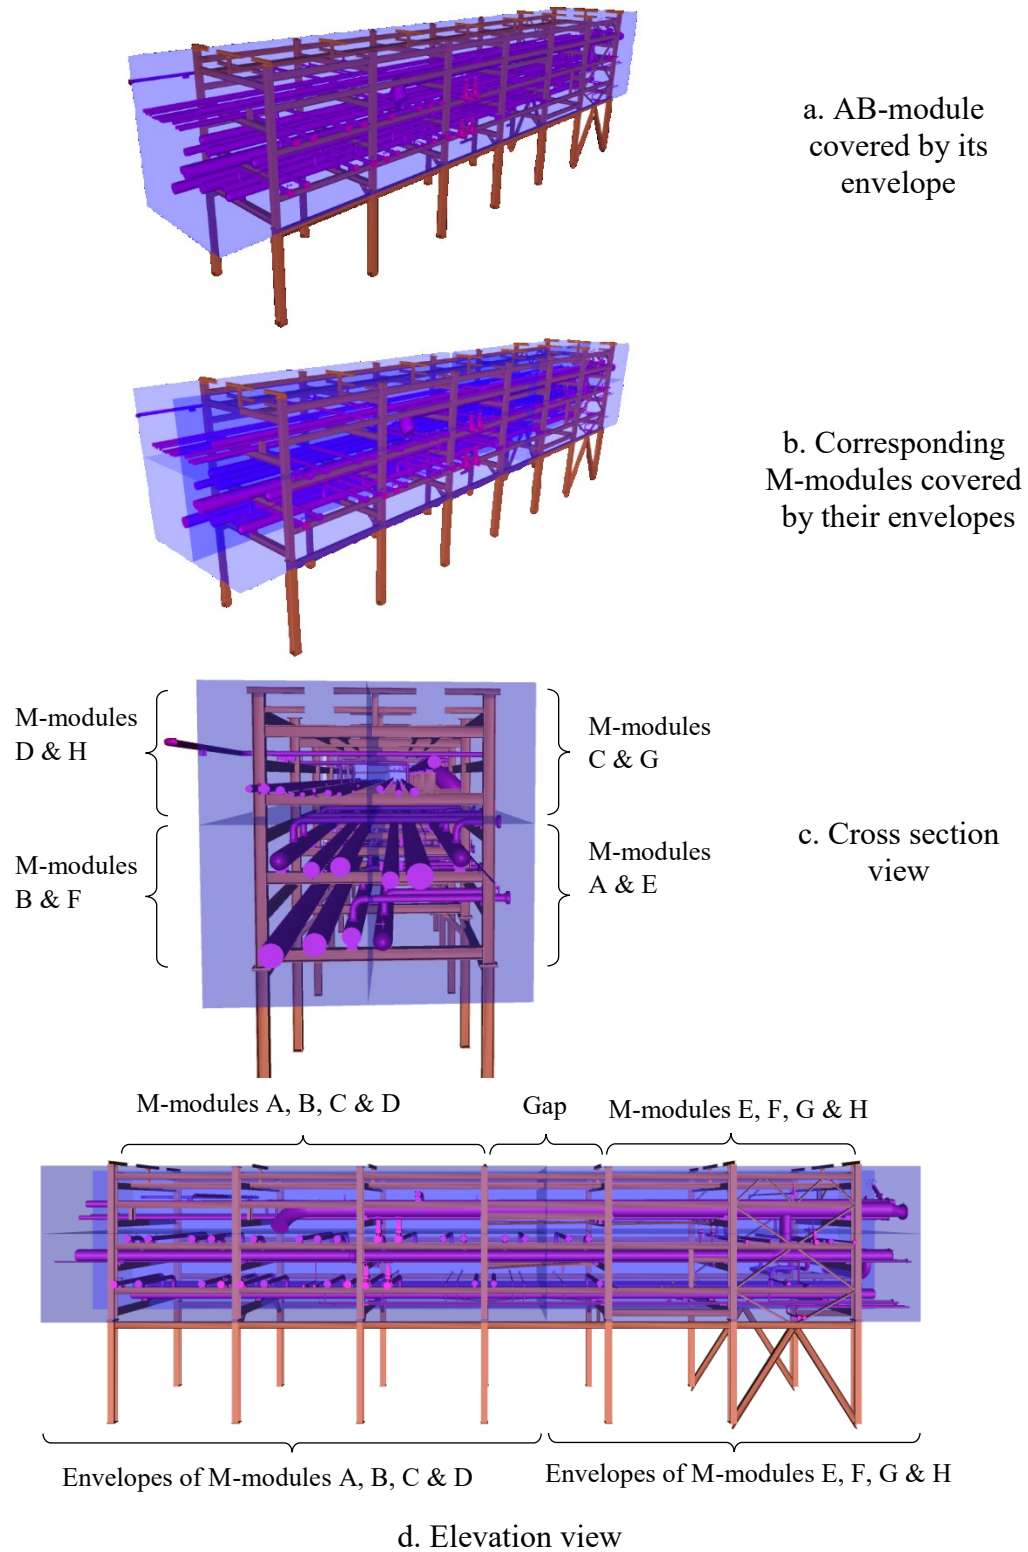 a. AB-module
covered by its
envelope
b. Corresponding
M-modules covered
by their envelopes
M-modules
D & H
M-modules
C & G
M-modules
B & F
M-modules
A & E
c. Cross section
view
M-modules A, B, C & D
Gap
M-modules E, F, G & H
Envelopes of M-modules A, B, C & D
Envelopes of M-modules E, F, G & H
d. Elevation view